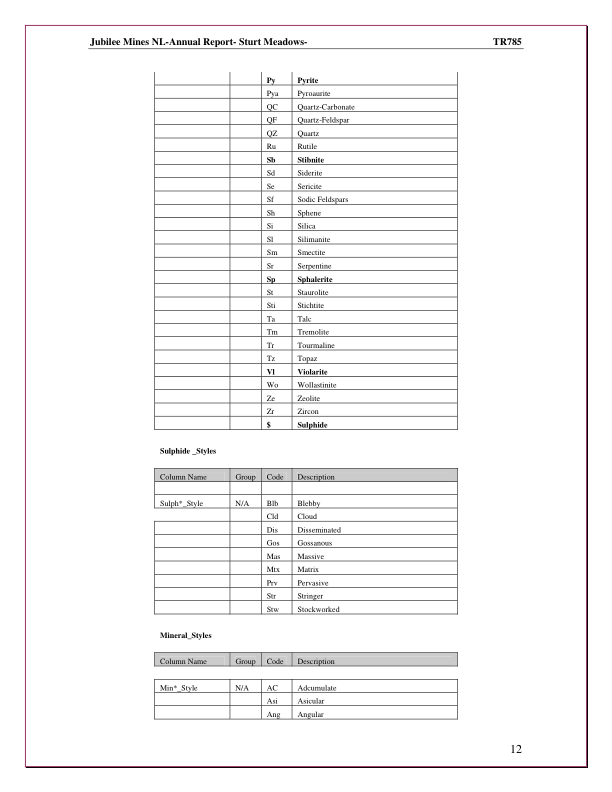 Jubilee Mines NL-Annual Report- Sturt Meadows- TR785
Py Pyrite
Pya Pyroaurite
QC Quartz-Carbonate
QF Quartz-Feldspar
QZ Quartz
Ru Rutile
Sb Stibnite
Sd Siderite
Se Sericite
Sf Sodic Feldspars
Sh Sphene
Si Silica
Sl Silimanite
Sm Smectite
Sr Serpentine
Sp Sphalerite
St Staurolite
Sti Stichtite
Ta Talc
Tm Tremolite
Tr Tourmaline
Tz Topaz
Vl Violarite
Wo Wollastinite
Ze Zeolite
Zr Zircon
$ Sulphide
Sulphide _Styles
Column Name Group Code Description
Sulph*_Style N/A Blb Blebby
Cld Cloud
Dis Disseminated
Gos Gossanous
Mas Massive
Mtx Matrix
Prv Pervasive
Str Stringer
Stw Stockworked
Mineral_Styles
Column Name Group Code Description
Min*_Style N/A AC Adcumulate
Asi Asicular
Ang Angular
12